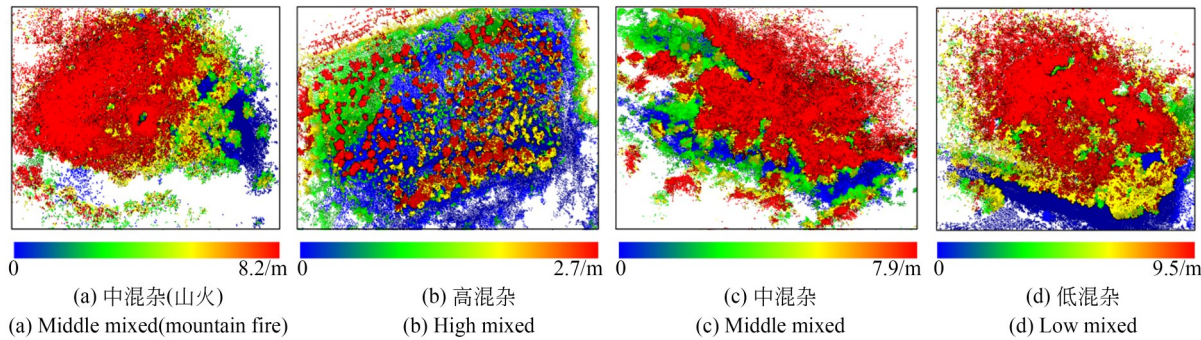 0 8.2/m
0 2.7/m
0 7.9/m
0 9.5/m
(a) 中混杂(山火)
(b) 高混杂
(c) 中混杂
(d) 低混杂
(a) Middle mixed(mountain fire)
(b) High mixed
(c) Middle mixed
(d) Low mixed